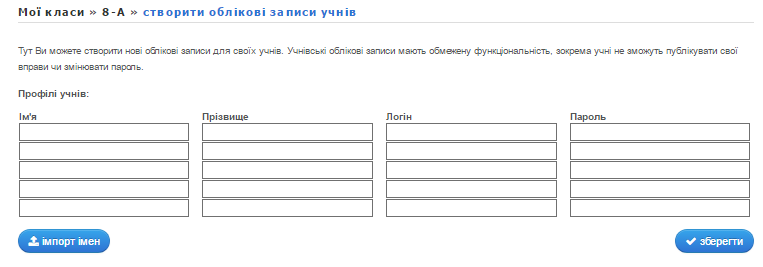 Мої класи » 8-А » створити облікові записи учнів
Тут Ви можете створити нові облікові записи для своїх учнів. Учнівські облікові записи мають обмежену функціональність, зокрема учні не зможуть публікувати свої
вправи чи змінювати пароль.
Профілі учнів:
Ім'я Прізвище Логін Пароль
імпорт імен зберегти